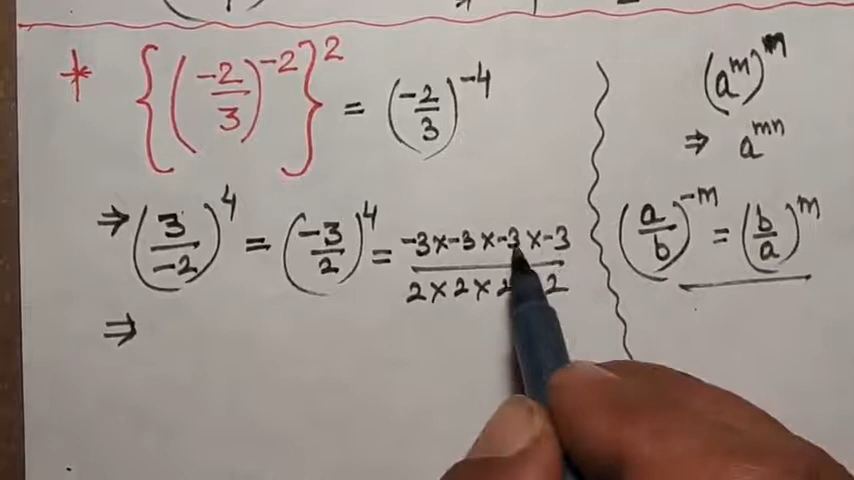 * {(-2/3)^-2}^2 = (-2/3)^-4
⇒ (3/-2)^4 = (-3/2)^4 = -3×-3×-3×-3 / 2×2×2 2
⇒
(a^m)^n
⇒ a^mn
(a/b)^-m = (b/a)^m